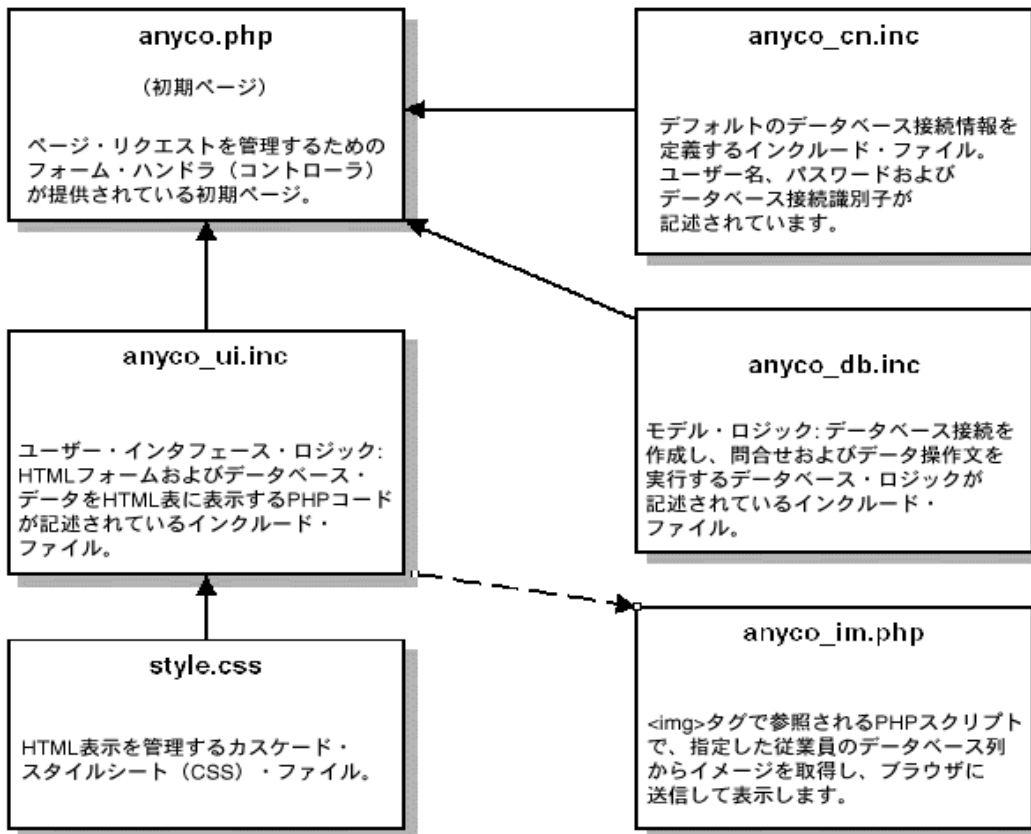 anyco.php
（初期ページ）
ページ・リクエストを管理するための
フォーム・ハンドラ（コントローラ）
が提供されている初期ページ。
anyco_cn.inc
デフォルトのデータベース接続情報を
定義するインクルード・ファイル。
ユーザー名、パスワードおよび
データベース接続識別子が
記述されています。
anyco_ui.inc
ユーザー・インタフェース・ロジック:
HTMLフォームおよびデータベース・
データをHTML表に表示するPHPコード
が記述されているインクルード・
ファイル。
anyco_db.inc
モデル・ロジック: データベース接続を
作成し、問合せおよびデータ操作文を
実行するデータベース・ロジックが
記述されているインクルード・
ファイル。
style.css
HTML表示を管理するカスケード・
スタイルシート（CSS）・ファイル。
anyco_im.php
<img>タグで参照されるPHPスクリプト
で、指定した従業員のデータベース列
からイメージを取得し、ブラウザに
送信して表示します。